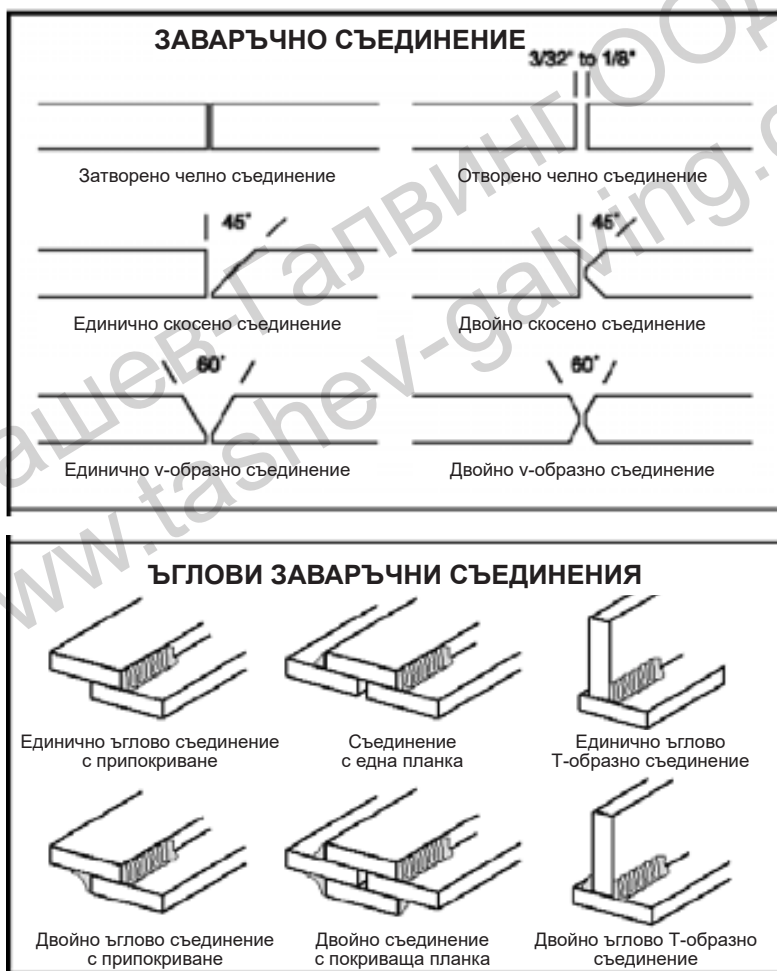 ЗАВАРЪЧНО СЪЕДИНЕНИЕ
3/32" to 1/8"
Затворено челно съединение
Отворено челно съединение
45°
45°
Единично скосено съединение
Двойно скосено съединение
60°
60°
Единично v-образно съединение
Двойно v-образно съединение
ЪГЛОВИ ЗАВАРЪЧНИ СЪЕДИНЕНИЯ
Единично ъглово съединение
с припокриване
Съединение
с една планка
Единично ъглово
Т-образно съединение
Двойно ъглово съединение
с припокриване
Двойно съединение
с покриваща планка
Двойно ъглово Т-образно
съединение
ашев-Галвинг ООД
www.tashev-galving.c